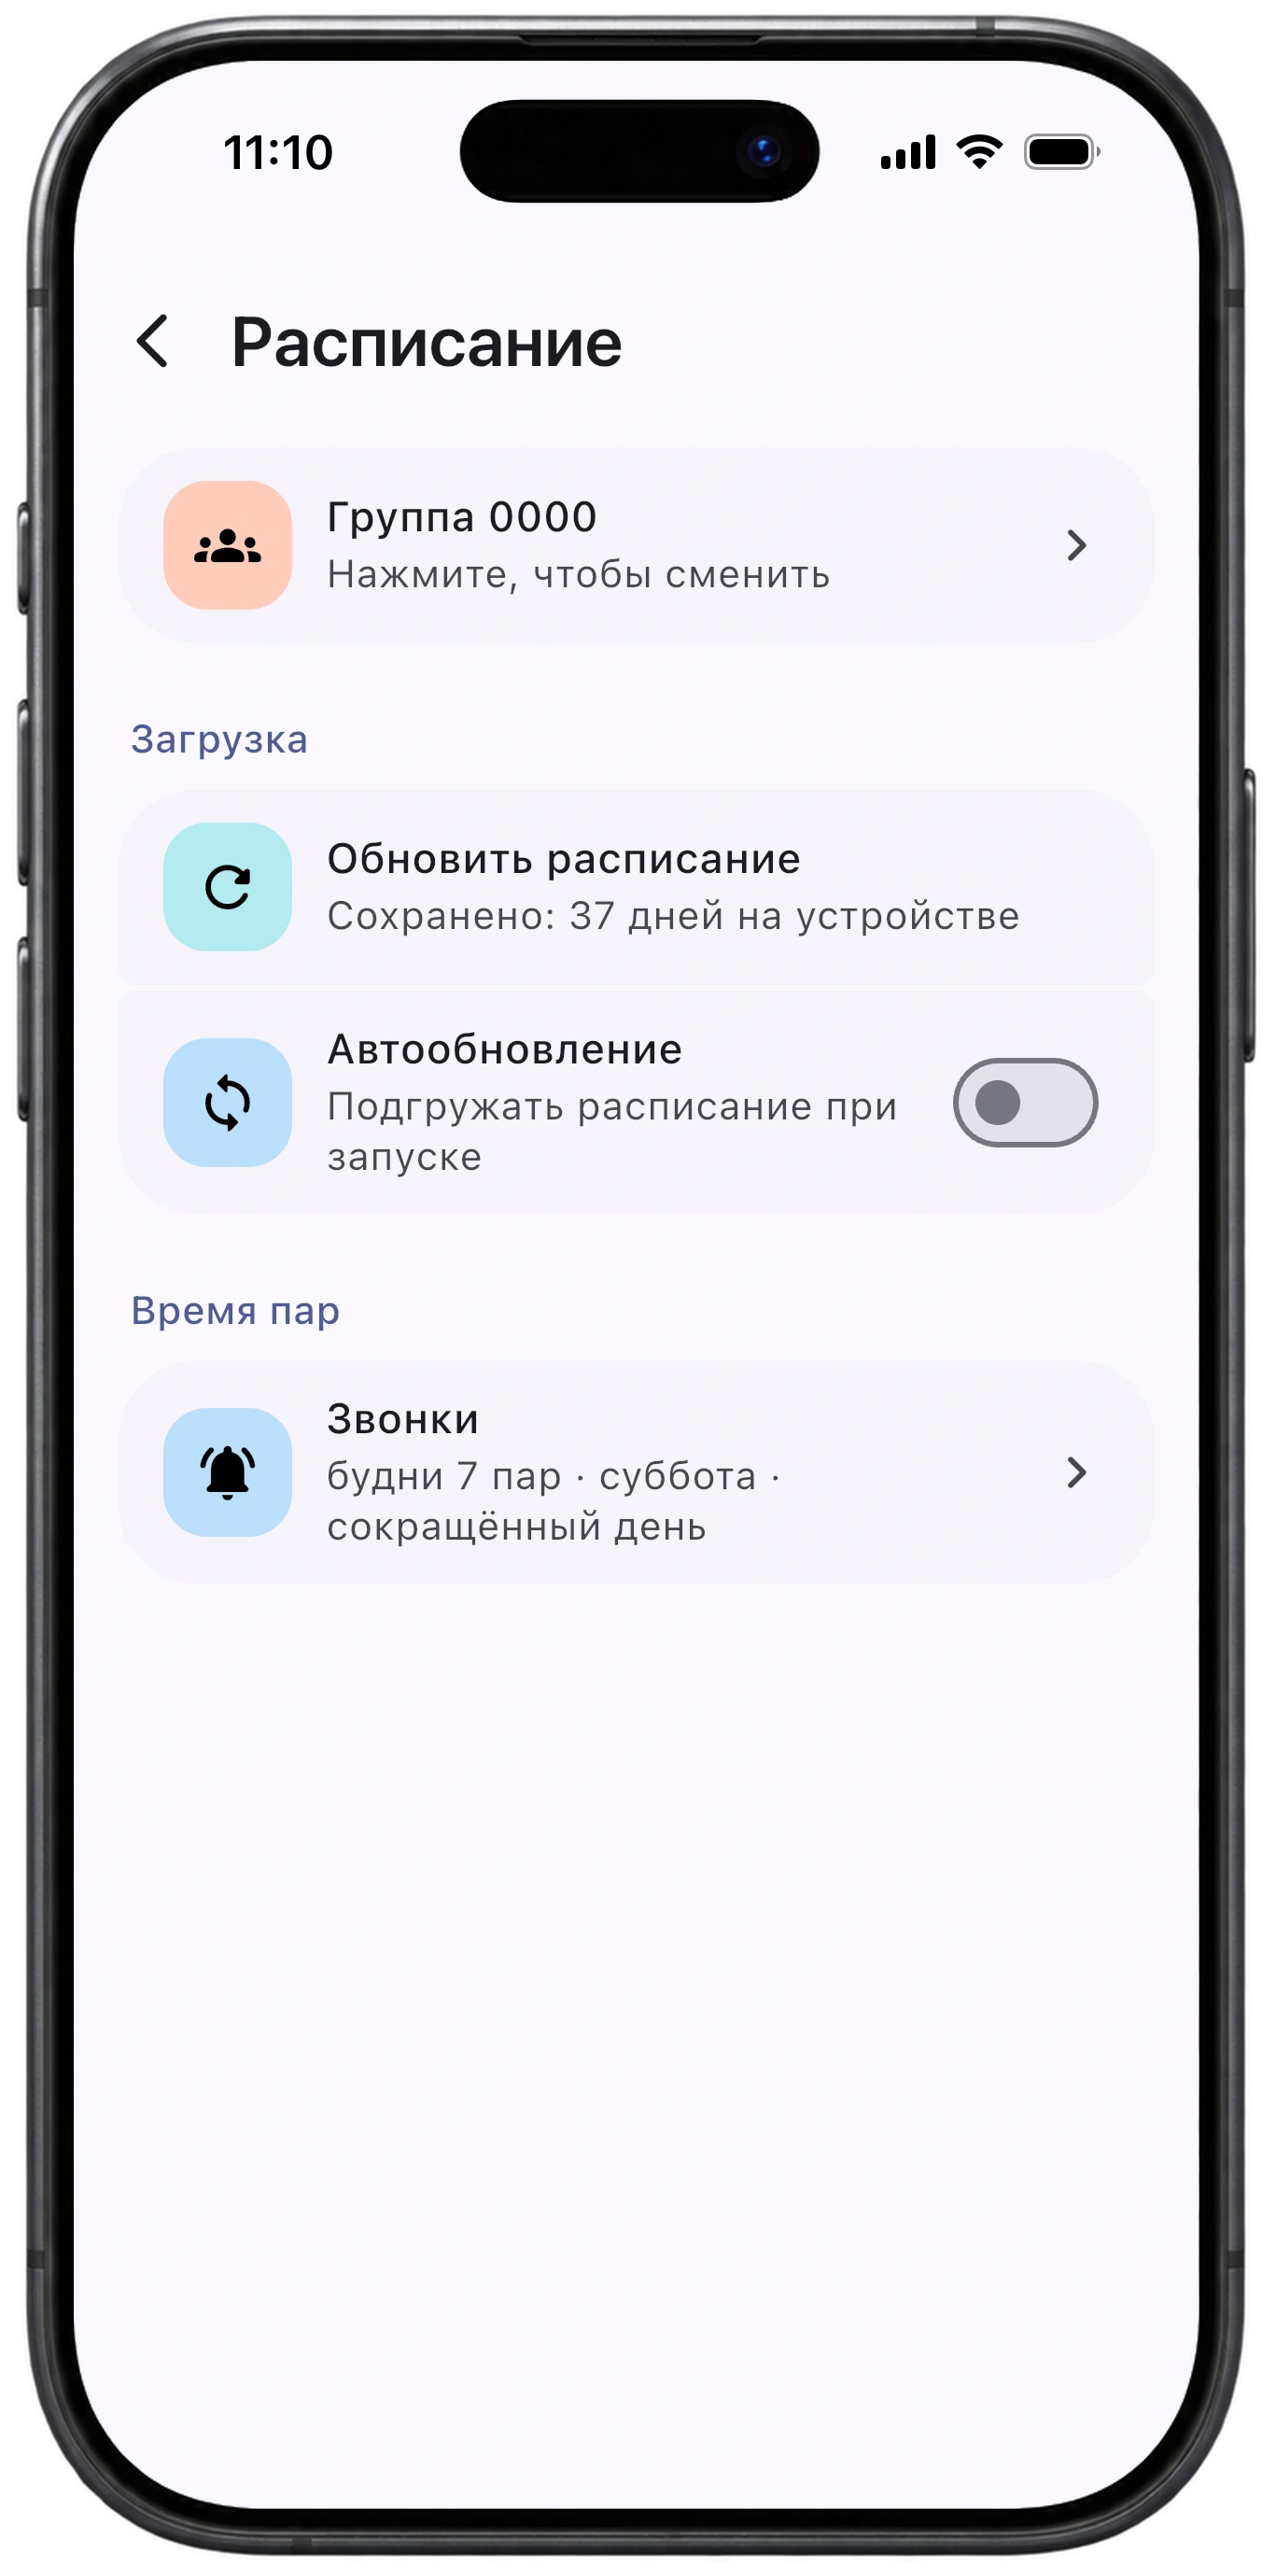 11:10
Расписание
Группа 0000
Нажмите, чтобы сменить
Загрузка
Обновить расписание
Сохранено: 37 дней на устройстве
Автообновление
Подгружать расписание при
запуске
Время пар
Звонки
будни 7 пар · суббота ·
сокращённый день